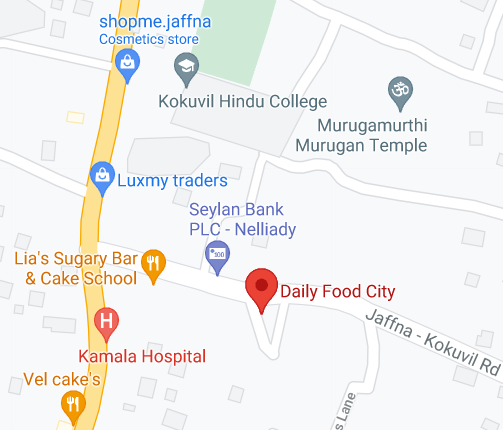 shopme.jaffna
Cosmetics store
Kokuvil Hindu College
Murugamurthi
Murugan Temple
Luxmy traders
Seylan Bank
PLC - Nelliady
Lia's Sugary Bar
& Cake School
Daily Food City
Jaffna - Kokuvil Rd
H
Kamala Hospital
Vel cake's
s Lane